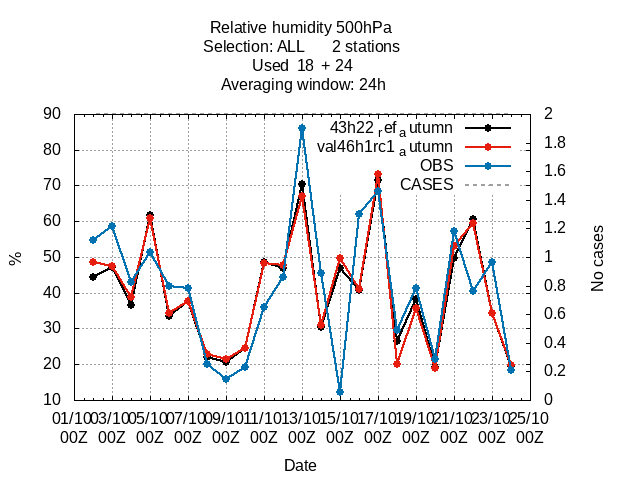 Relative humidity 500hPa
Selection: ALL 2 stations
Used 18 + 24
Averaging window: 24h
43h22 ref a utumn
val46h1rc1 a utumn
OBS
CASES
90
80
70
60
50
40
30
20
10
%
2
1.8
1.6
1.4
1.2
1
0.8
0.6
0.4
0.2
0
No cases
01/10 03/10 05/10 07/10 09/10 11/10 13/10 15/10 17/10 19/10 21/10 23/10 25/10
00Z 00Z 00Z 00Z 00Z 00Z 00Z 00Z 00Z 00Z 00Z 00Z 00Z
Date